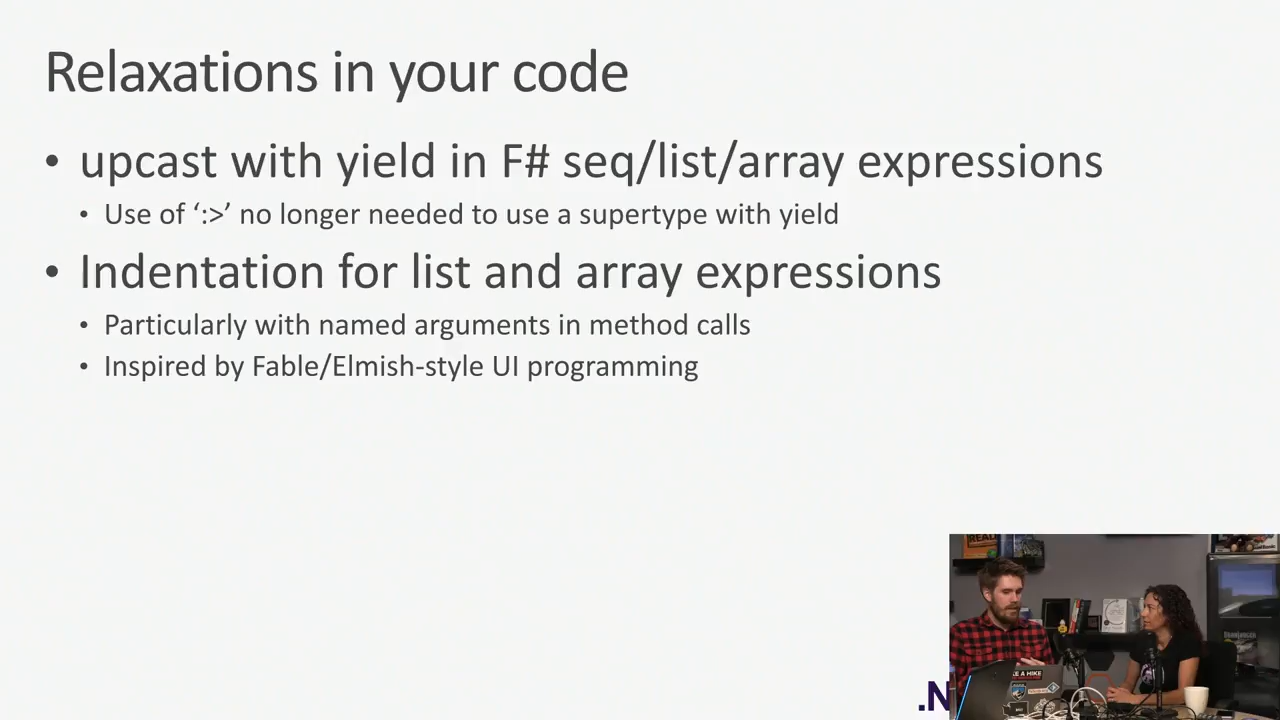 Relaxations in your code
• upcast with yield in F# seq/list/array expressions
• Use of ‘:>’ no longer needed to use a supertype with yield
• Indentation for list and array expressions
• Particularly with named arguments in method calls
• Inspired by Fable/Elmish-style UI programming
.N